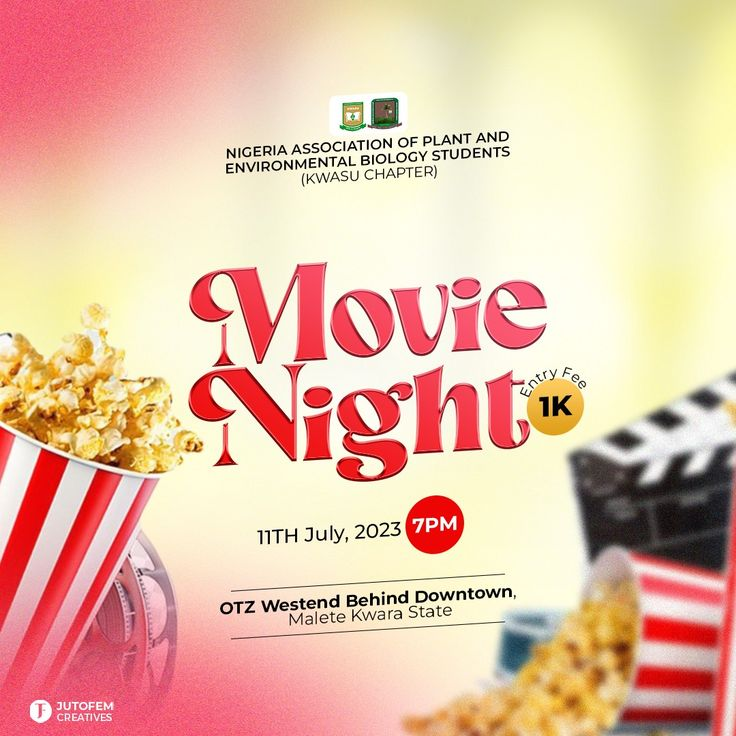 NIGERIA ASSOCIATION OF PLANT AND
ENVIRONMENTAL BIOLOGY STUDENTS
(KWASU CHAPTER)
Movie
Night
Entry Fee
1K
11TH July, 2023 7PM
OTZ Westend Behind Downtown,
Malete Kwara State
JUTOFEM
CREATIVES